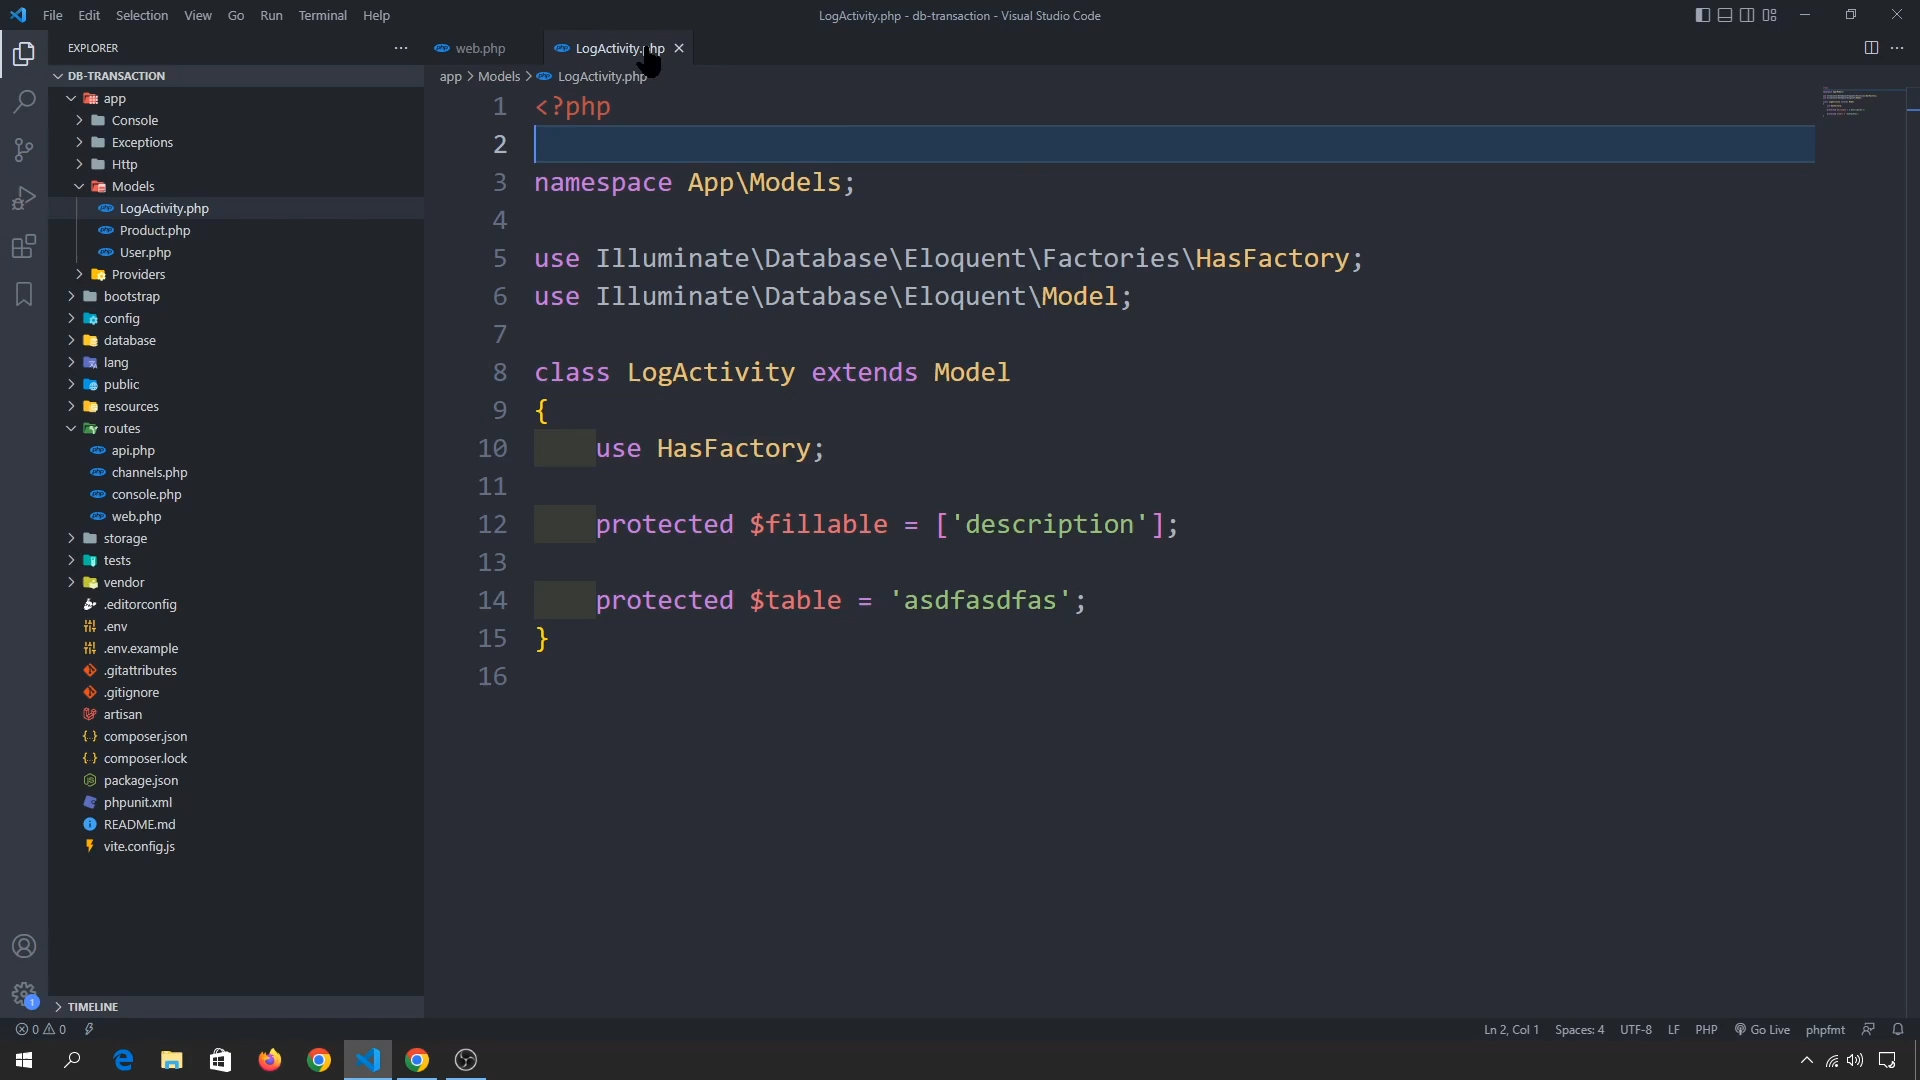 File Edit Selection View Go Run Terminal Help
LogActivity.php - db-transaction - Visual Studio Code
EXPLORER
DB-TRANSACTION
app
Console
Exceptions
Http
Models
LogActivity.php
Product.php
User.php
Providers
bootstrap
config
database
lang
public
resources
routes
api.php
channels.php
console.php
web.php
storage
tests
vendor
.editorconfig
.env
.env.example
.gitattributes
.gitignore
artisan
composer.json
composer.lock
package.json
phpunit.xml
README.md
vite.config.js
TIMELINE
web.php LogActivity.php
app > Models > LogActivity.php
1 <?php
2
3 namespace App\Models;
4
5 use Illuminate\Database\Eloquent\Factories\HasFactory;
6 use Illuminate\Database\Eloquent\Model;
7
8 class LogActivity extends Model
9 {
10 use HasFactory;
11
12 protected $fillable = ['description'];
13
14 protected $table = 'asdfasdfas';
15 }
16
1
0 0 Ln 2, Col 1 Spaces: 4 UTF-8 LF PHP Go Live phpfmt